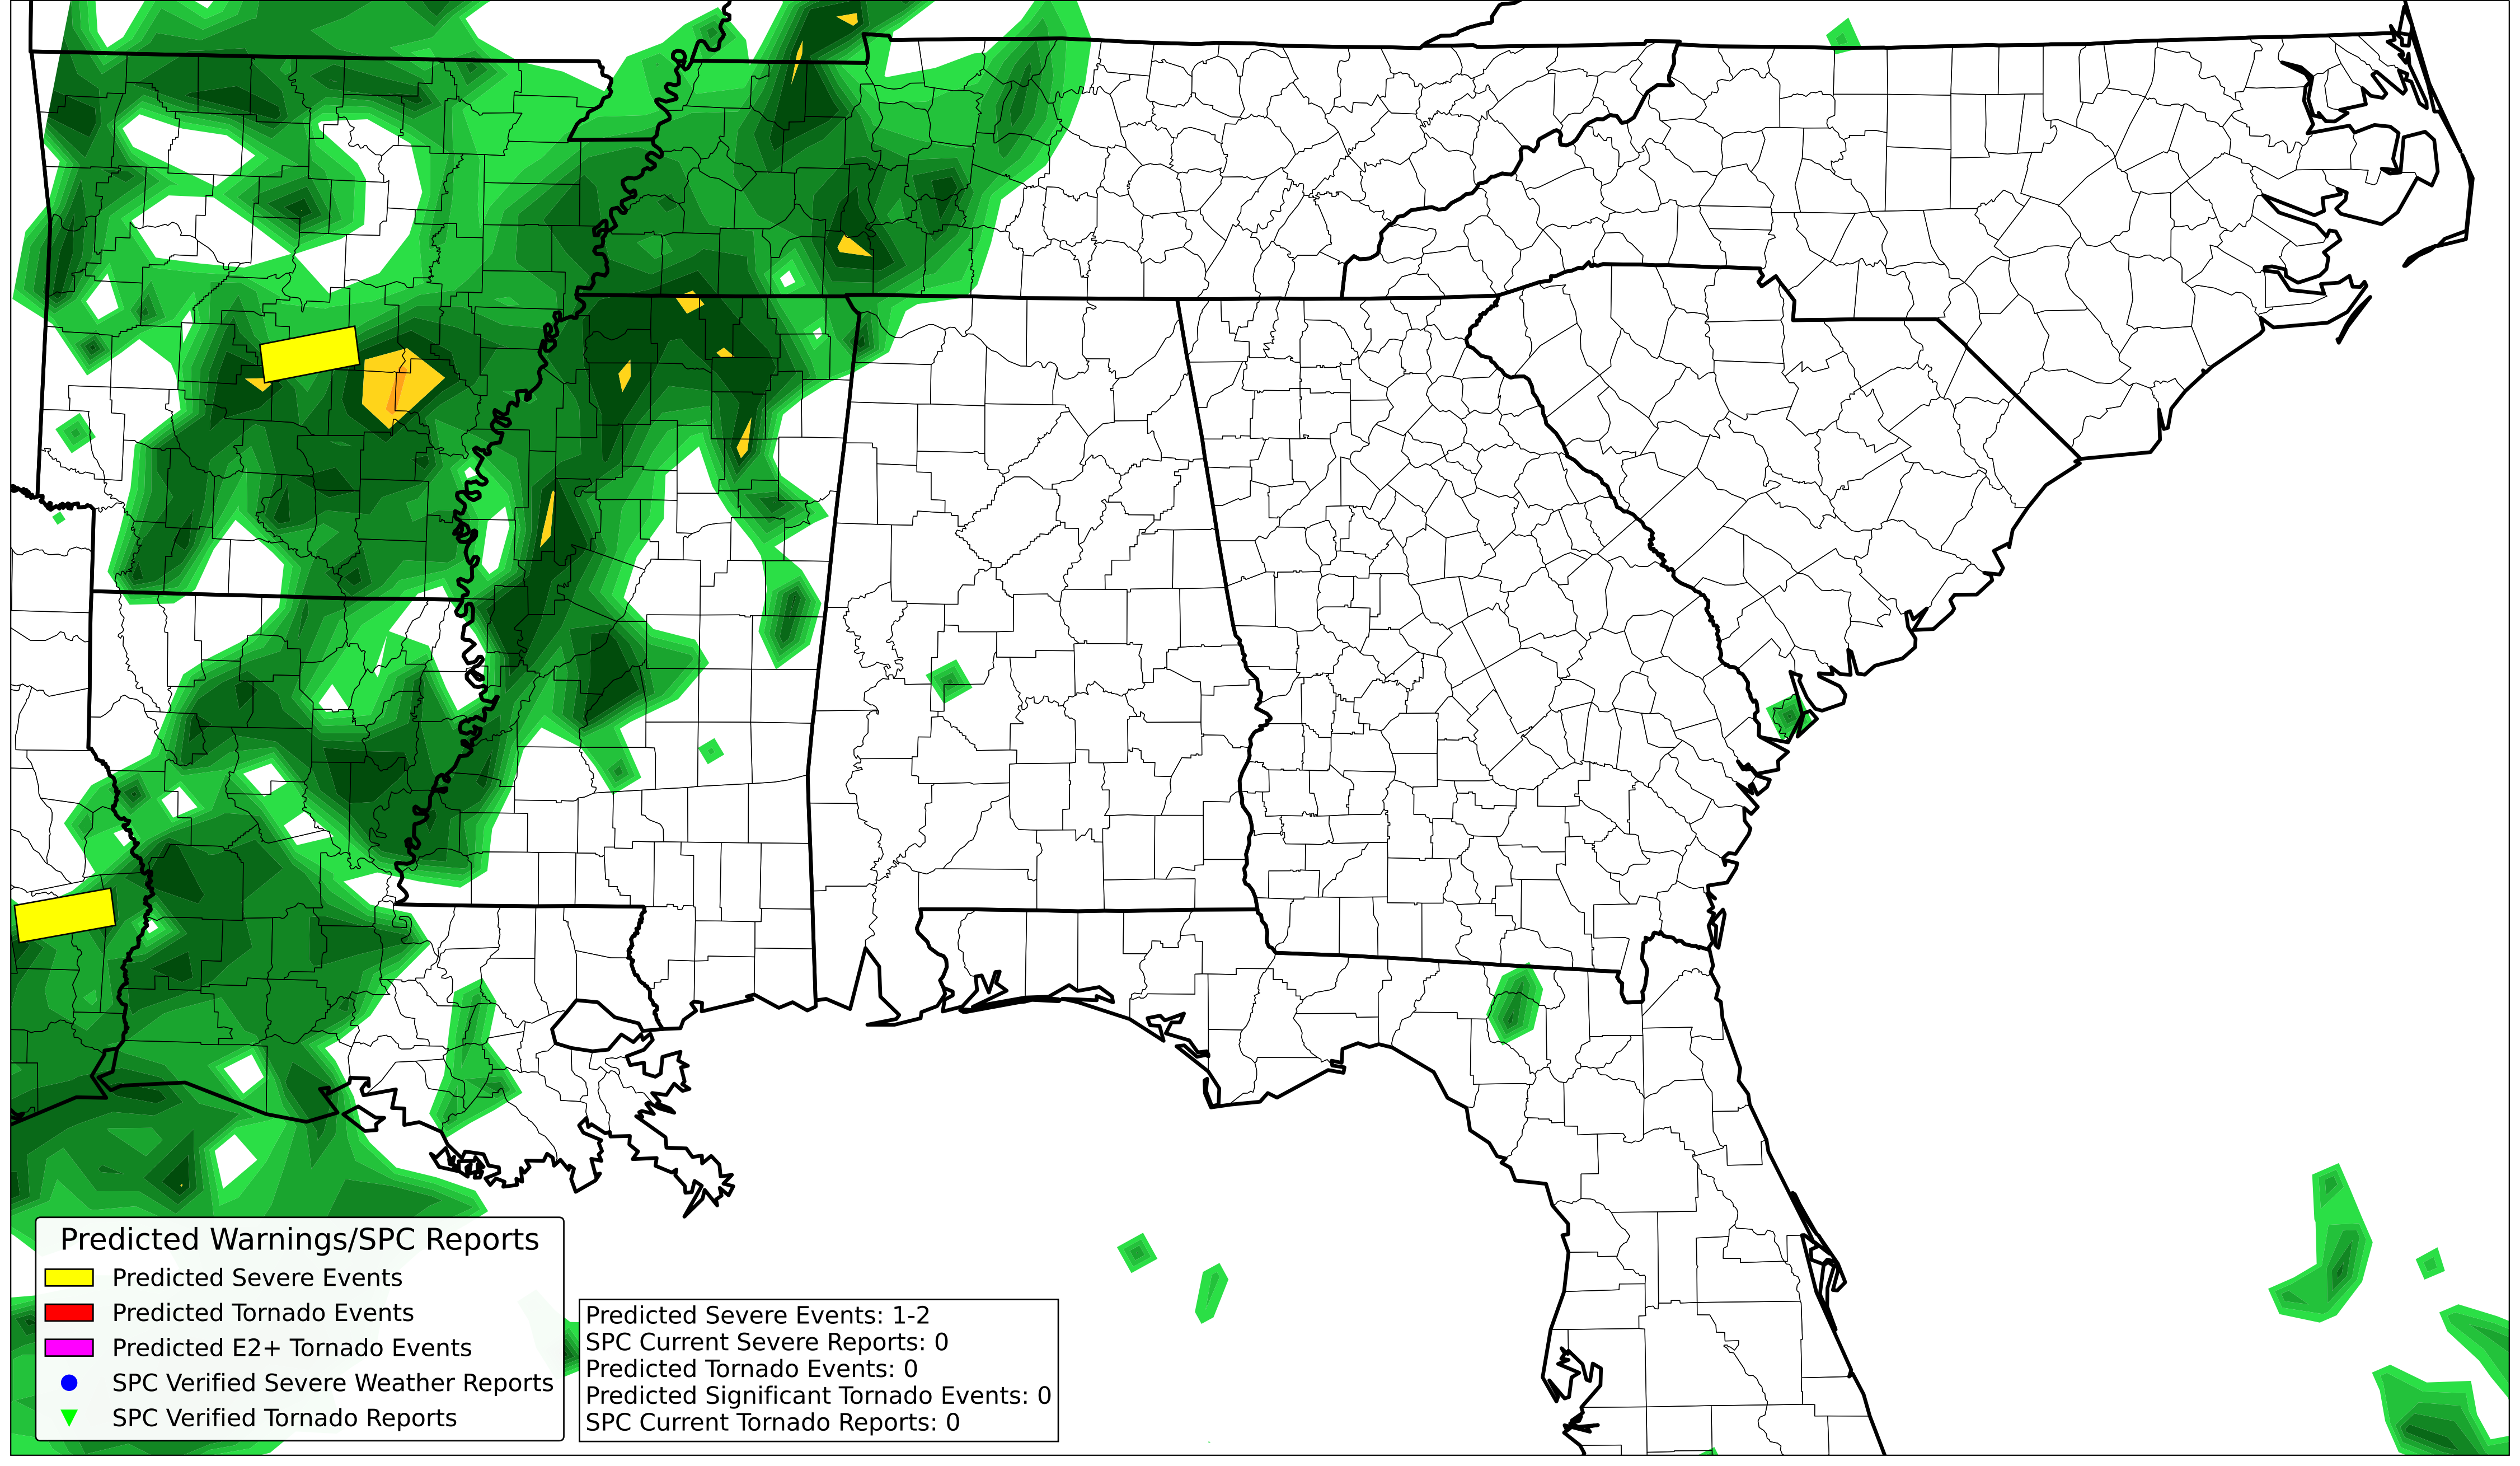 Predicted Warnings/SPC Reports
Predicted Severe Events
Predicted Tornado Events
Predicted E2+ Tornado Events
SPC Verified Severe Weather Reports
SPC Verified Tornado Reports
Predicted Severe Events: 1-2
SPC Current Severe Reports: 0
Predicted Tornado Events: 0
Predicted Significant Tornado Events: 0
SPC Current Tornado Reports: 0